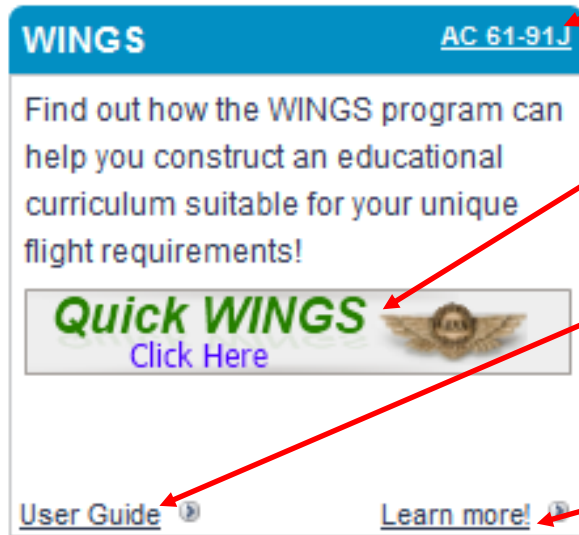 WINGS AC 61-91J
Find out how the WINGS program can
help you construct an educational
curriculum suitable for your unique
flight requirements!
Quick WINGS
Click Here
User Guide Learn more!